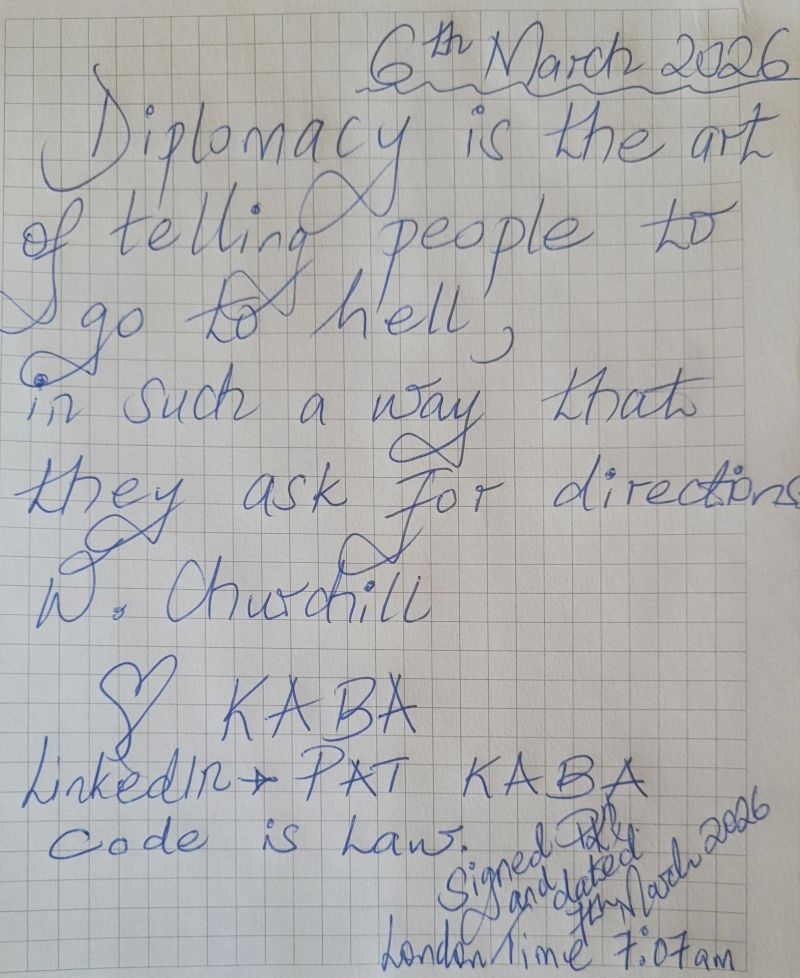 6th March 2026
Diplomacy is the art
of telling people to
go to hell,
in such a way that
they ask for directions
W. Churchill
♡ KABA
LinkedIn → PAT KABA
Code is Law.
Signed
and dated
7th March 2026
London Time 7:07am